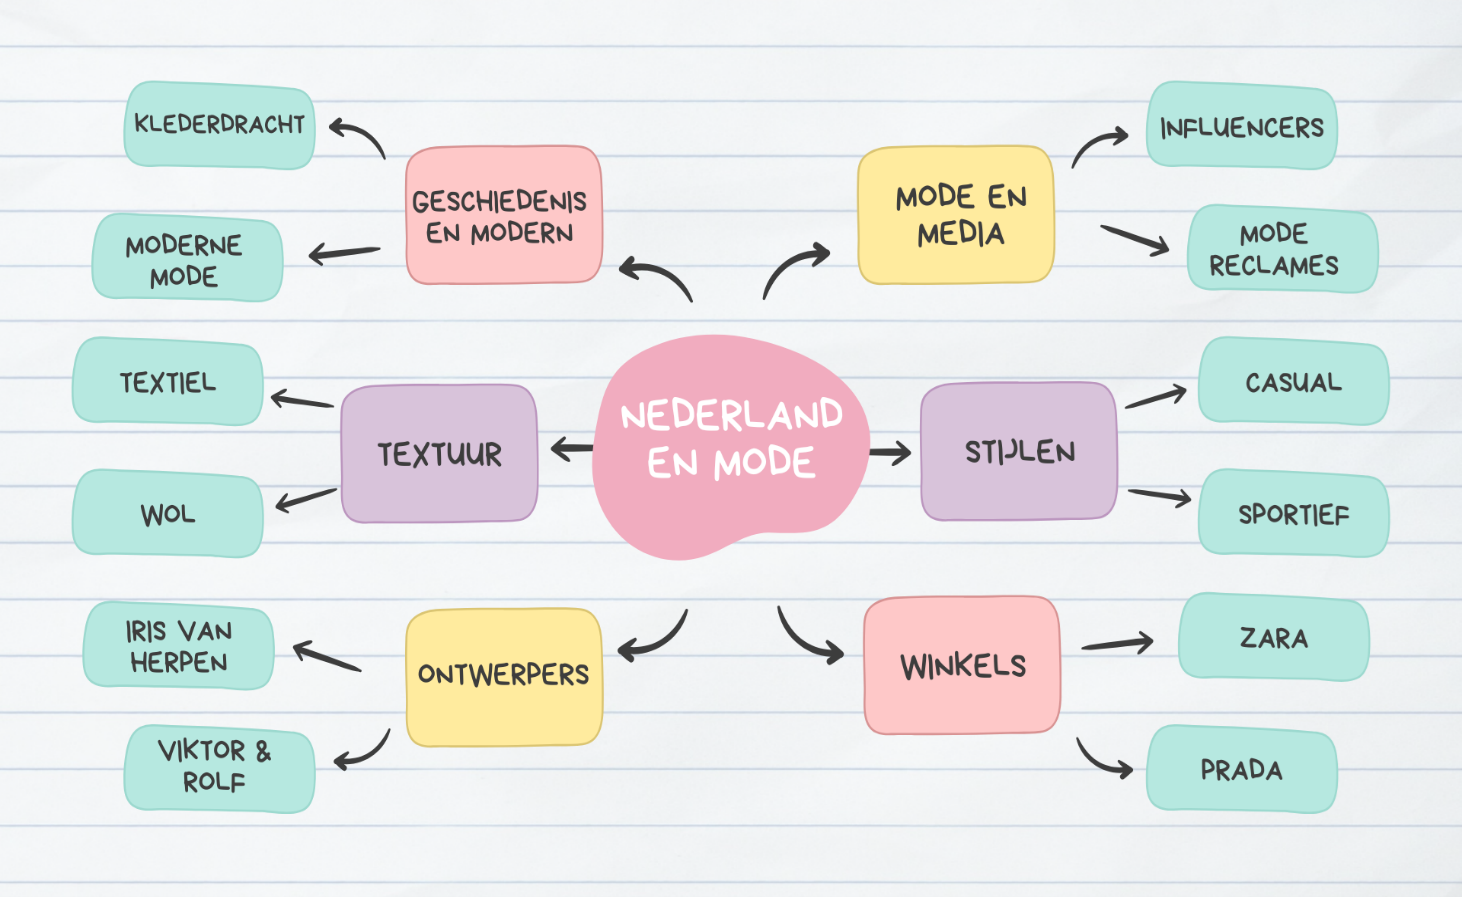 KLEDERDRACHT
GESCHIEDENIS
EN MODERN
MODERNE
MODE
MODE EN
MEDIA
INFLUENCERS
MODE
RECLAMES
NEDERLAND
EN MODE
TEXTIEL
TEXTUUR
WOL
STIJLEN
CASUAL
SPORTIEF
IRIS VAN
HERPEN
ONTWERPERS
VIKTOR &
ROLF
WINKELS
ZARA
PRADA